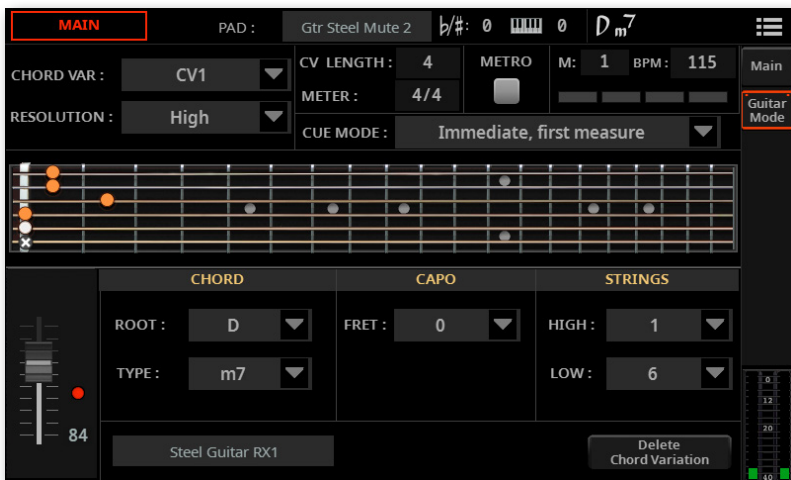 MAIN PAD : Gtr Steel Mute 2 b/#: 0 0 Dm7
CHORD VAR : CV1
RESOLUTION : High
CV LENGTH : 4
METER : 4/4
METRO
M: 1 BPM : 115
CUE MODE : Immediate, first measure
Main
Guitar
Mode
x
CHORD CAPO STRINGS
ROOT : D FRET : 0 HIGH : 1
TYPE : m7 LOW : 6
84
Steel Guitar RX1
Delete
Chord Variation
0
12
20
40